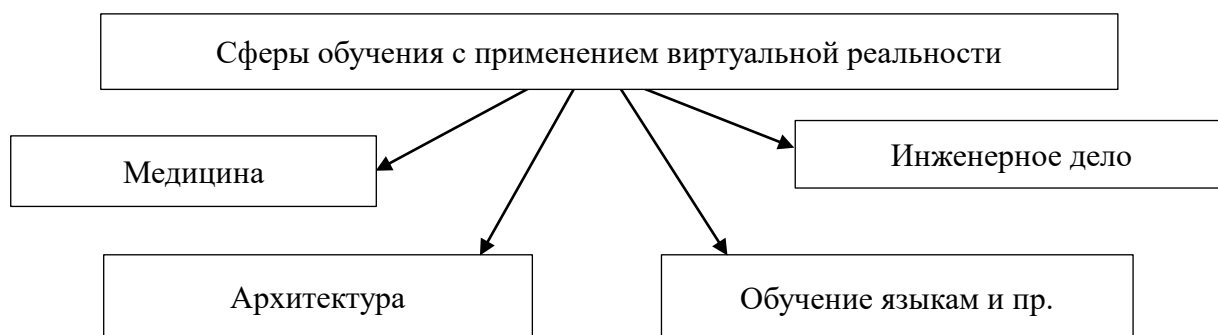 Сферы обучения с применением виртуальной реальности
Медицина
Инженерное дело
Архитектура
Обучение языкам и пр.